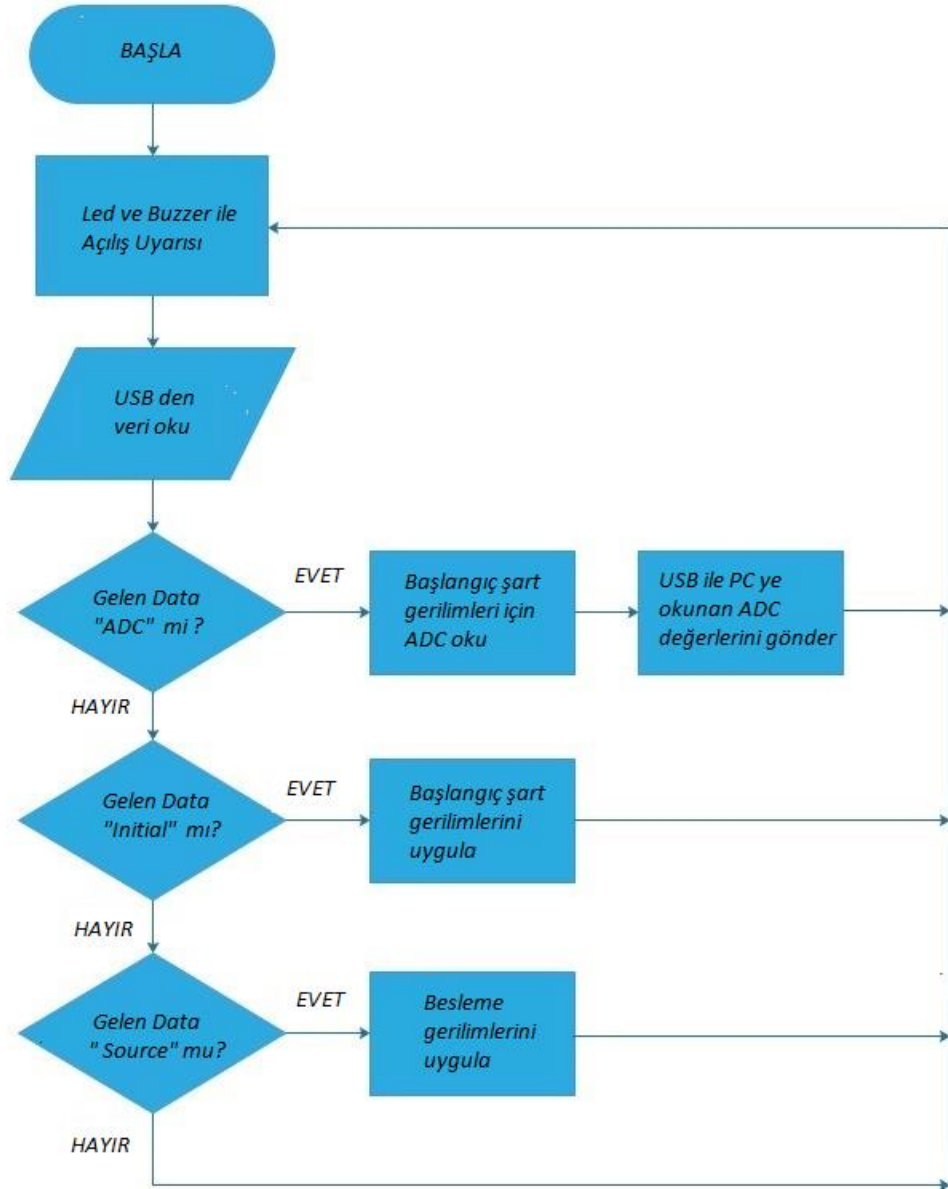 BAŞLA
Led ve Buzzer ile
Açılış Uyarısı
USB den
veri oku
Gelen Data
"ADC" mi ?
EVET
Başlangıç şart
gerilimleri için
ADC oku
USB ile PC ye
okunan ADC
değerlerini gönder
HAYIR
Gelen Data
"Initial" mı?
EVET
Başlangıç şart
gerilimlerini
uygula
HAYIR
Gelen Data
" Source" mu?
EVET
Besleme
gerilimlerini
uygula
HAYIR